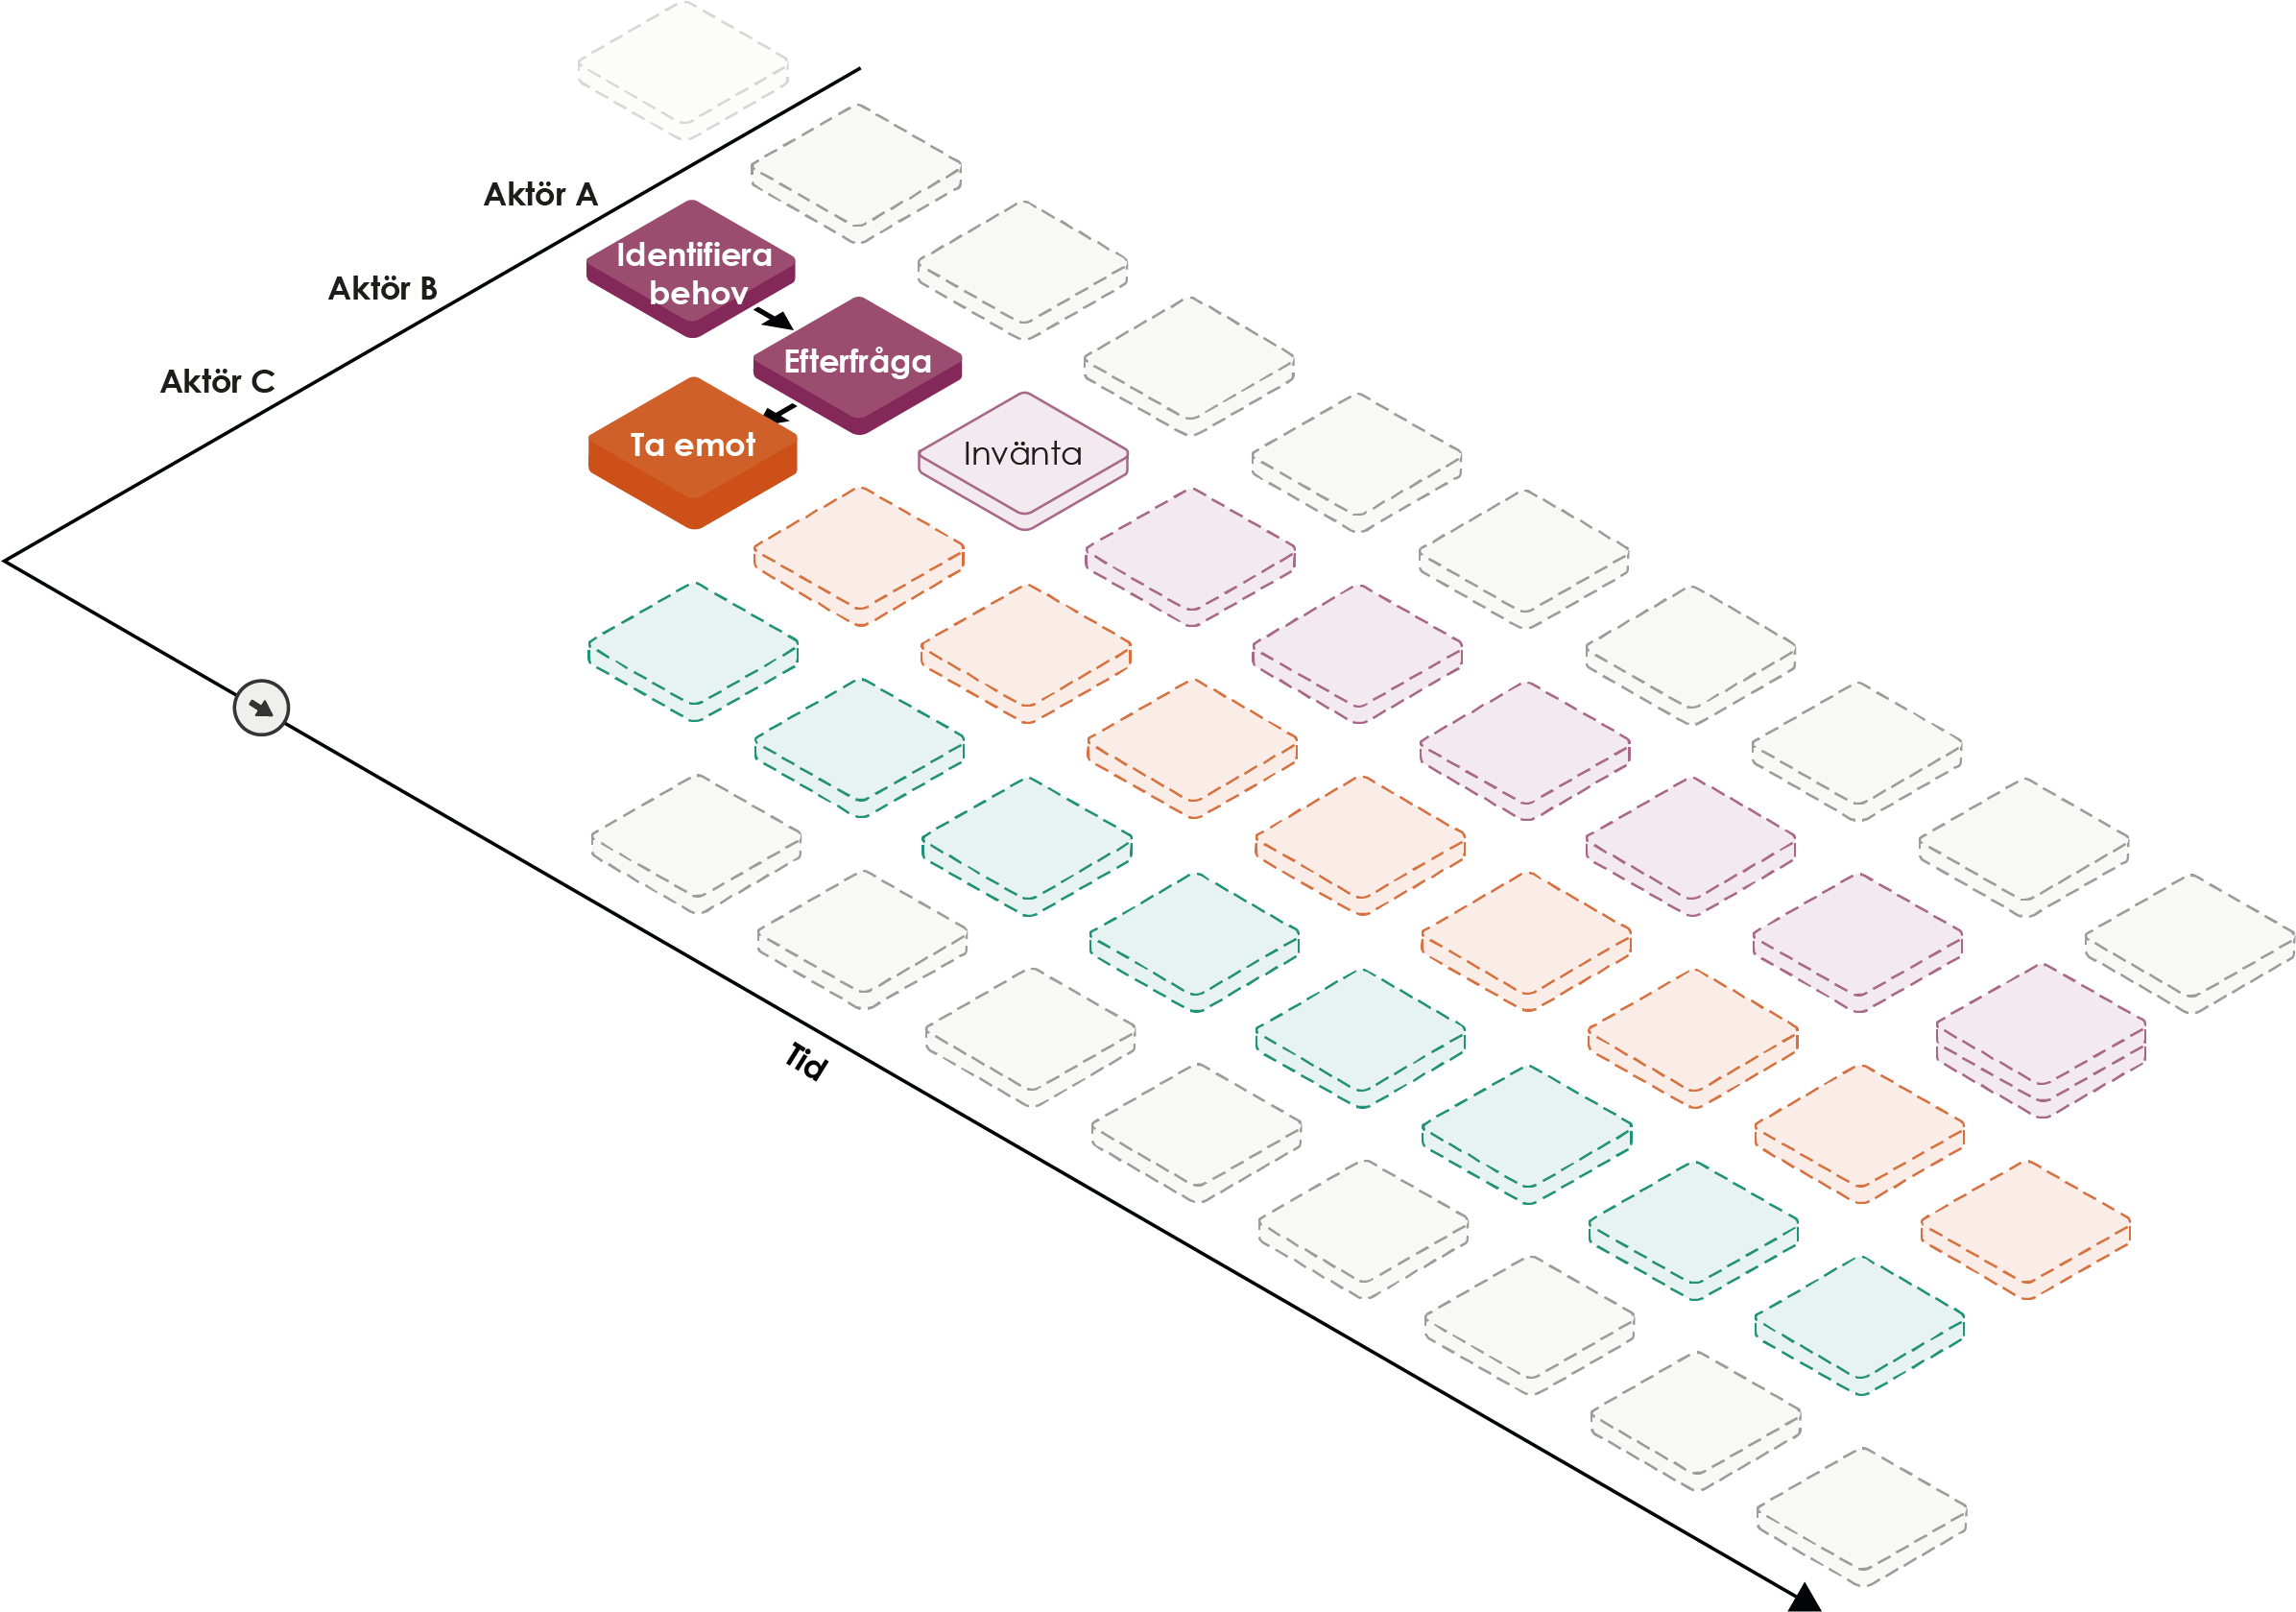 Aktör A
Identifiera
behov
Aktör B
Efterfråga
Aktör C
Ta emot
Invänta
Tid